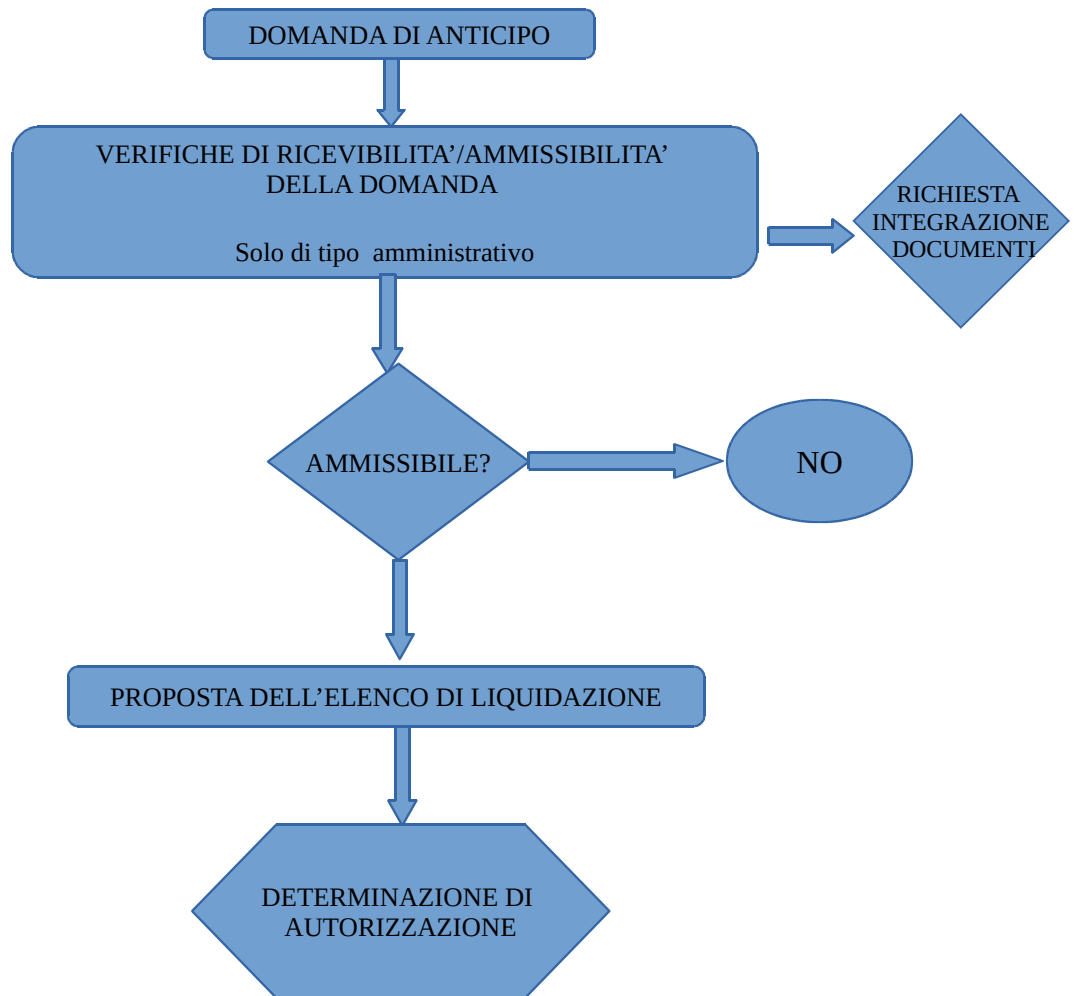 DOMANDA DI ANTICIPO
VERIFICHE DI RICEVIBILITA’/AMMISSIBILITA’
DELLA DOMANDA
Solo di tipo  amministrativo
RICHIESTA
INTEGRAZIONE
DOCUMENTI
AMMISSIBILE?
NO
PROPOSTA DELL’ELENCO DI LIQUIDAZIONE
DETERMINAZIONE DI
AUTORIZZAZIONE